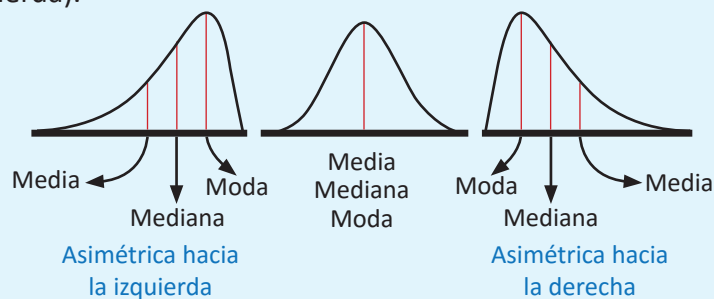 Media
Moda
Mediana
Asimétrica hacia
la izquierda
Media
Mediana
Moda
Moda
Media
Mediana
Asimétrica hacia
la derecha